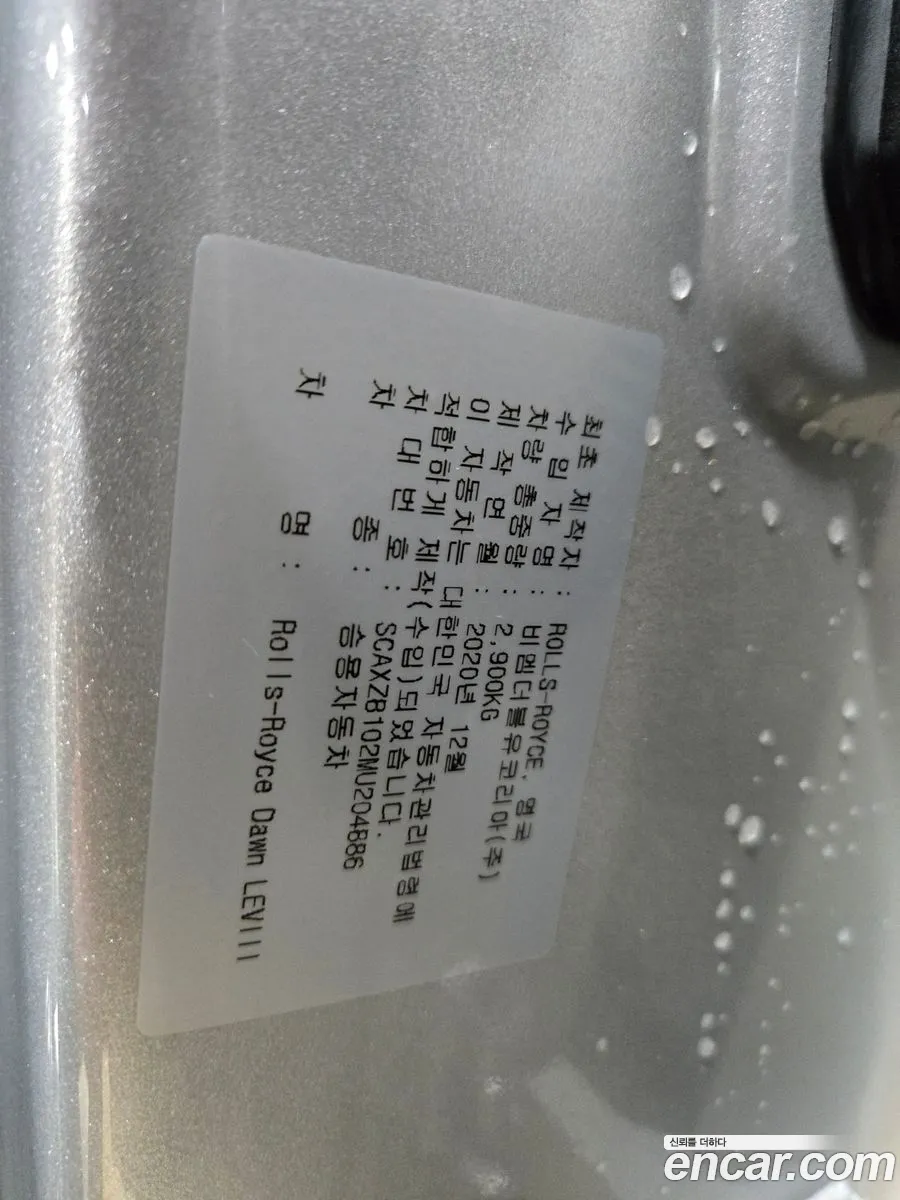 최초 제작자: ROLLS-ROYCE, 영국
수입자명: 비엠더블유코리아(주)
차량총중량: 2,900KG
제작연월: 2020년 12월
이 자동차는 대한민국 자동차관리법령에
적합하게 제작(수입)되었습니다.
차대번호: SCAXZ8102MU204886
차 종: 승용자동차
차 명: Rolls-Royce Dawn LEVIII
신뢰를 더하다
encar.com